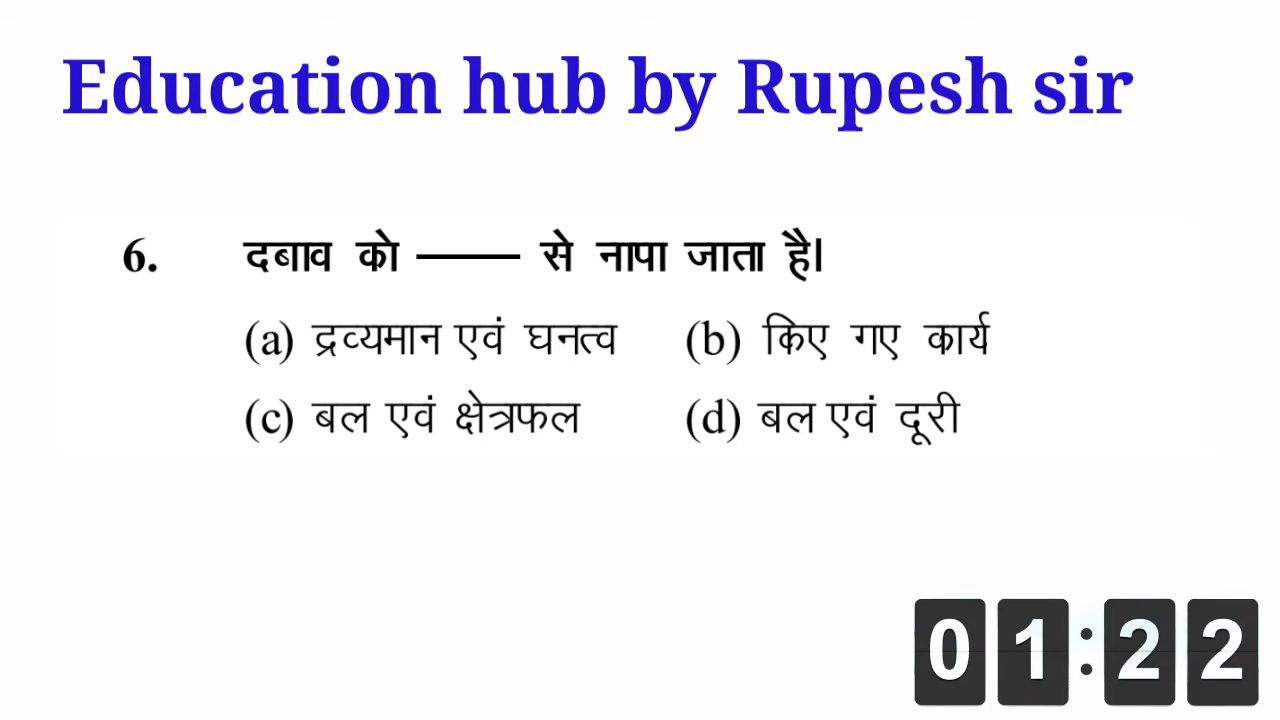 Education hub by Rupesh sir
6. दबाव को —— से नापा जाता है।
(a) द्रव्यमान एवं घनत्व (b) किए गए कार्य
(c) बल एवं क्षेत्रफल (d) बल एवं दूरी
01:22